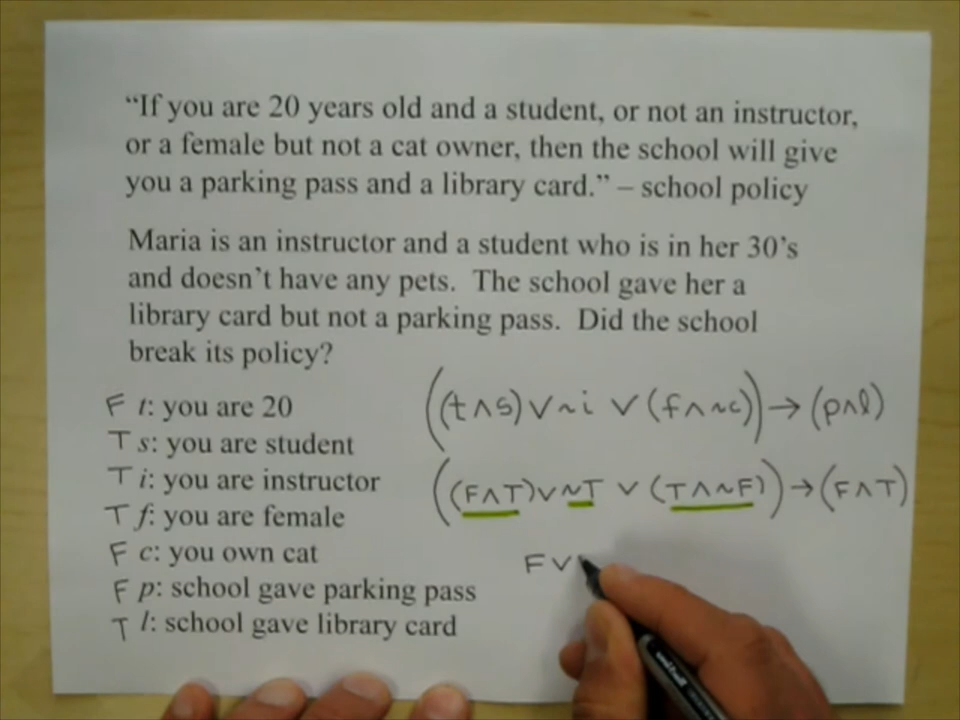 “If you are 20 years old and a student, or not an instructor,
or a female but not a cat owner, then the school will give
you a parking pass and a library card.” – school policy
Maria is an instructor and a student who is in her 30’s
and doesn’t have any pets. The school gave her a
library card but not a parking pass. Did the school
break its policy?
F t: you are 20
T s: you are student
T i: you are instructor
T f: you are female
F c: you own cat
F p: school gave parking pass
T l: school gave library card
((t∧s)∨~i ∨ (f∧~c))→(p∧l)
((F∧T)∨~T ∨ (T∧~F))→(F∧T)
F∨